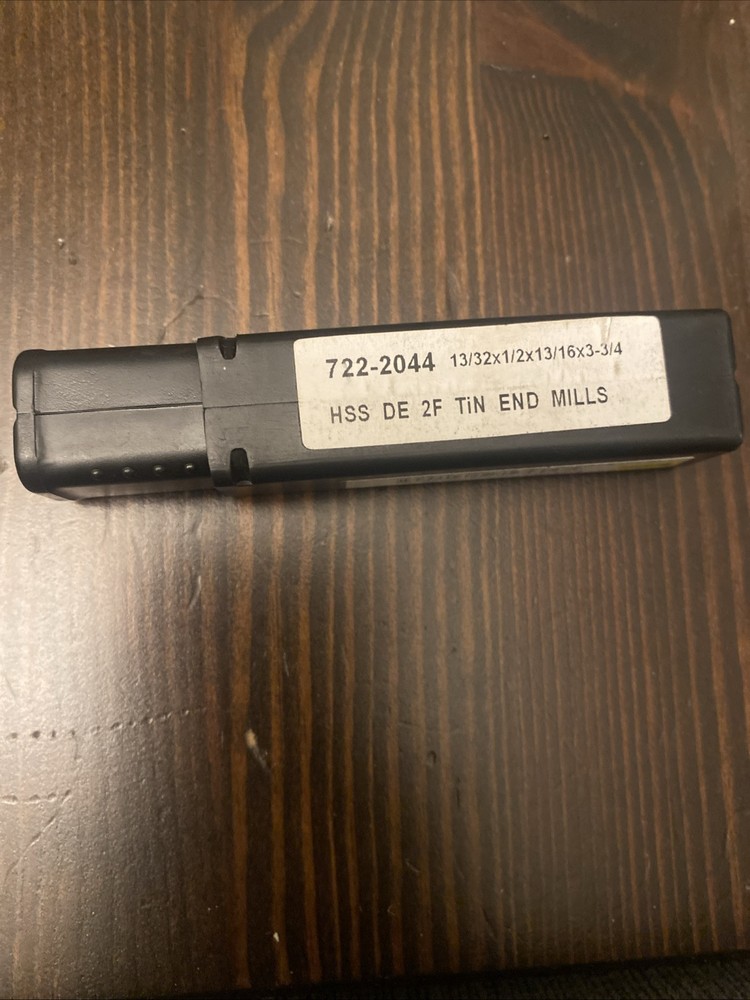 722-2044 13/32x1/2x13/16x3-3/4
HSS DE 2F TiN END MILLS